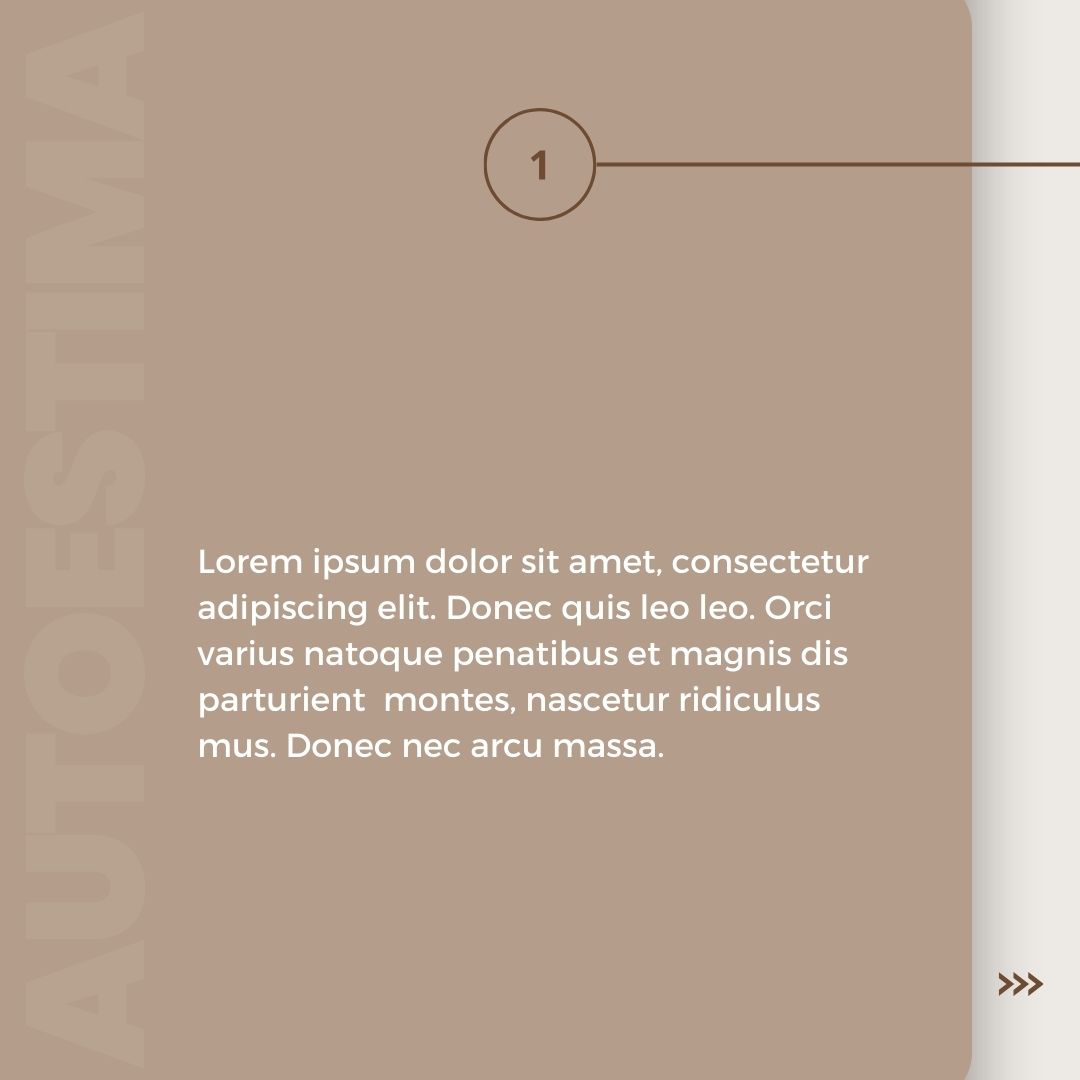 AUTOESTIMA
1
Lorem ipsum dolor sit amet, consectetur
adipiscing elit. Donec quis leo leo. Orci
varius natoque penatibus et magnis dis
parturient  montes, nascetur ridiculus
mus. Donec nec arcu massa.